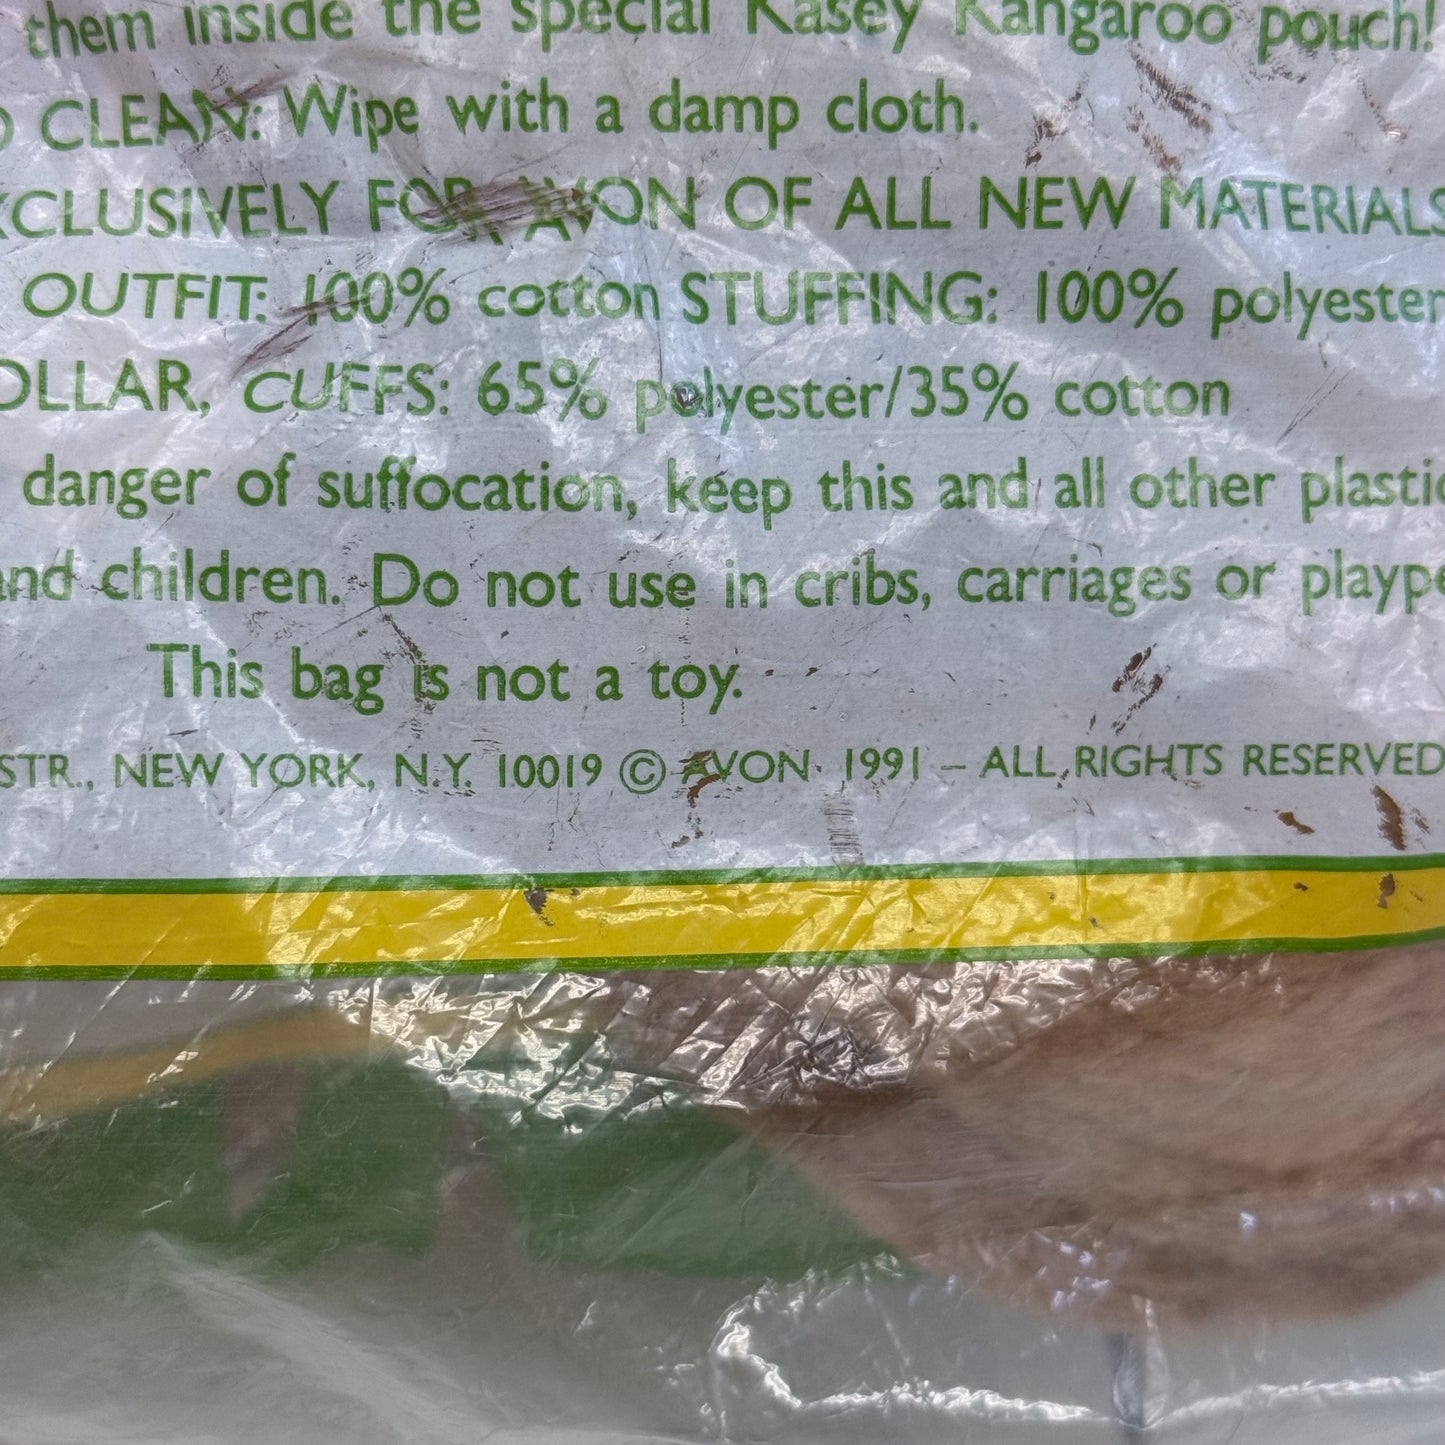 them inside the special Kasey Kangaroo pouch!
CLEAN: Wipe with a damp cloth.
XCLUSIVELY FOR AVON OF ALL NEW MATERIALS
OUTFIT: 100% cotton STUFFING: 100% polyester
OLLAR, CUFFS: 65% polyester/35% cotton
danger of suffocation, keep this and all other plastic
and children. Do not use in cribs, carriages or plaype
This bag is not a toy.
STR., NEW YORK, N.Y. 10019 © AVON 1991 – ALL RIGHTS RESERVED